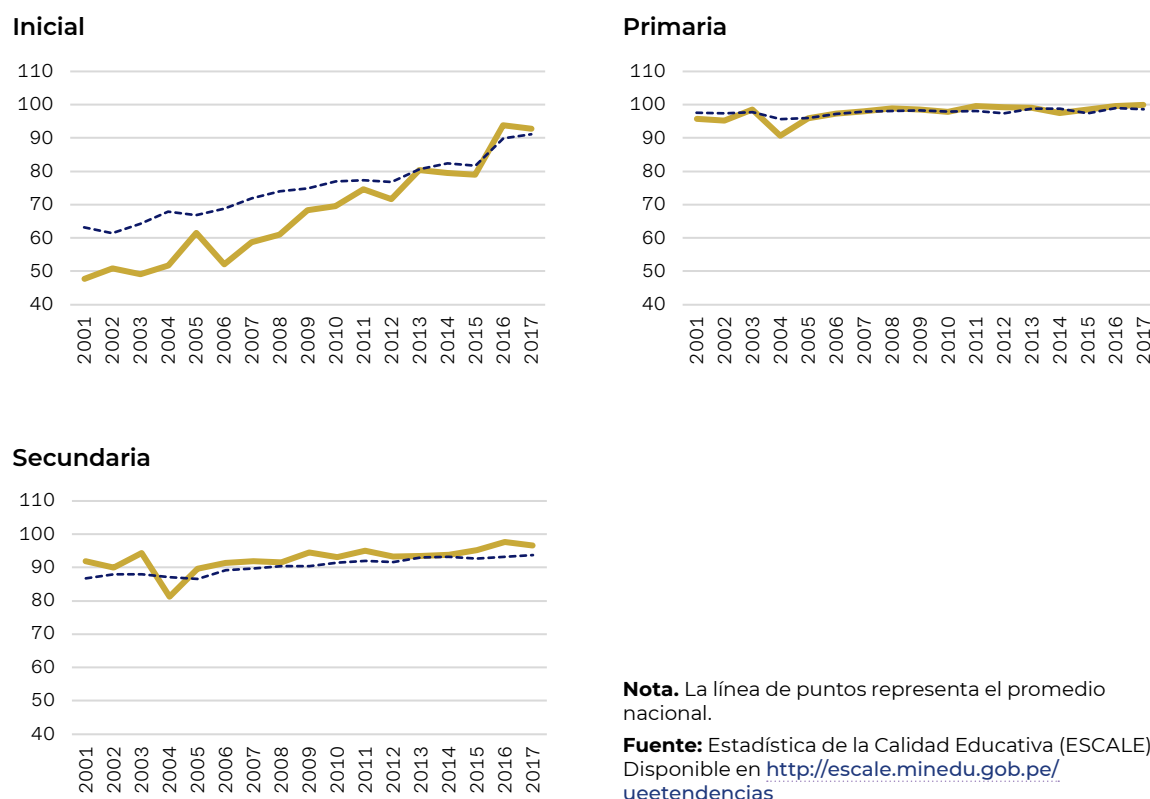 Inicial
110
100
90
80
70
60
50
40
2001 2002 2003 2004 2005 2006 2007 2008 2009 2010 2011 2012 2013 2014 2015 2016 2017
Primaria
110
100
90
80
70
60
50
40
2001 2002 2003 2004 2005 2006 2007 2008 2009 2010 2011 2012 2013 2014 2015 2016 2017
Secundaria
110
100
90
80
70
60
50
40
2001 2002 2003 2004 2005 2006 2007 2008 2009 2010 2011 2012 2013 2014 2015 2016 2017
Nota. La línea de puntos representa el promedio
nacional.
Fuente: Estadística de la Calidad Educativa (ESCALE)
Disponible en http://escale.minedu.gob.pe/
ueetendencias